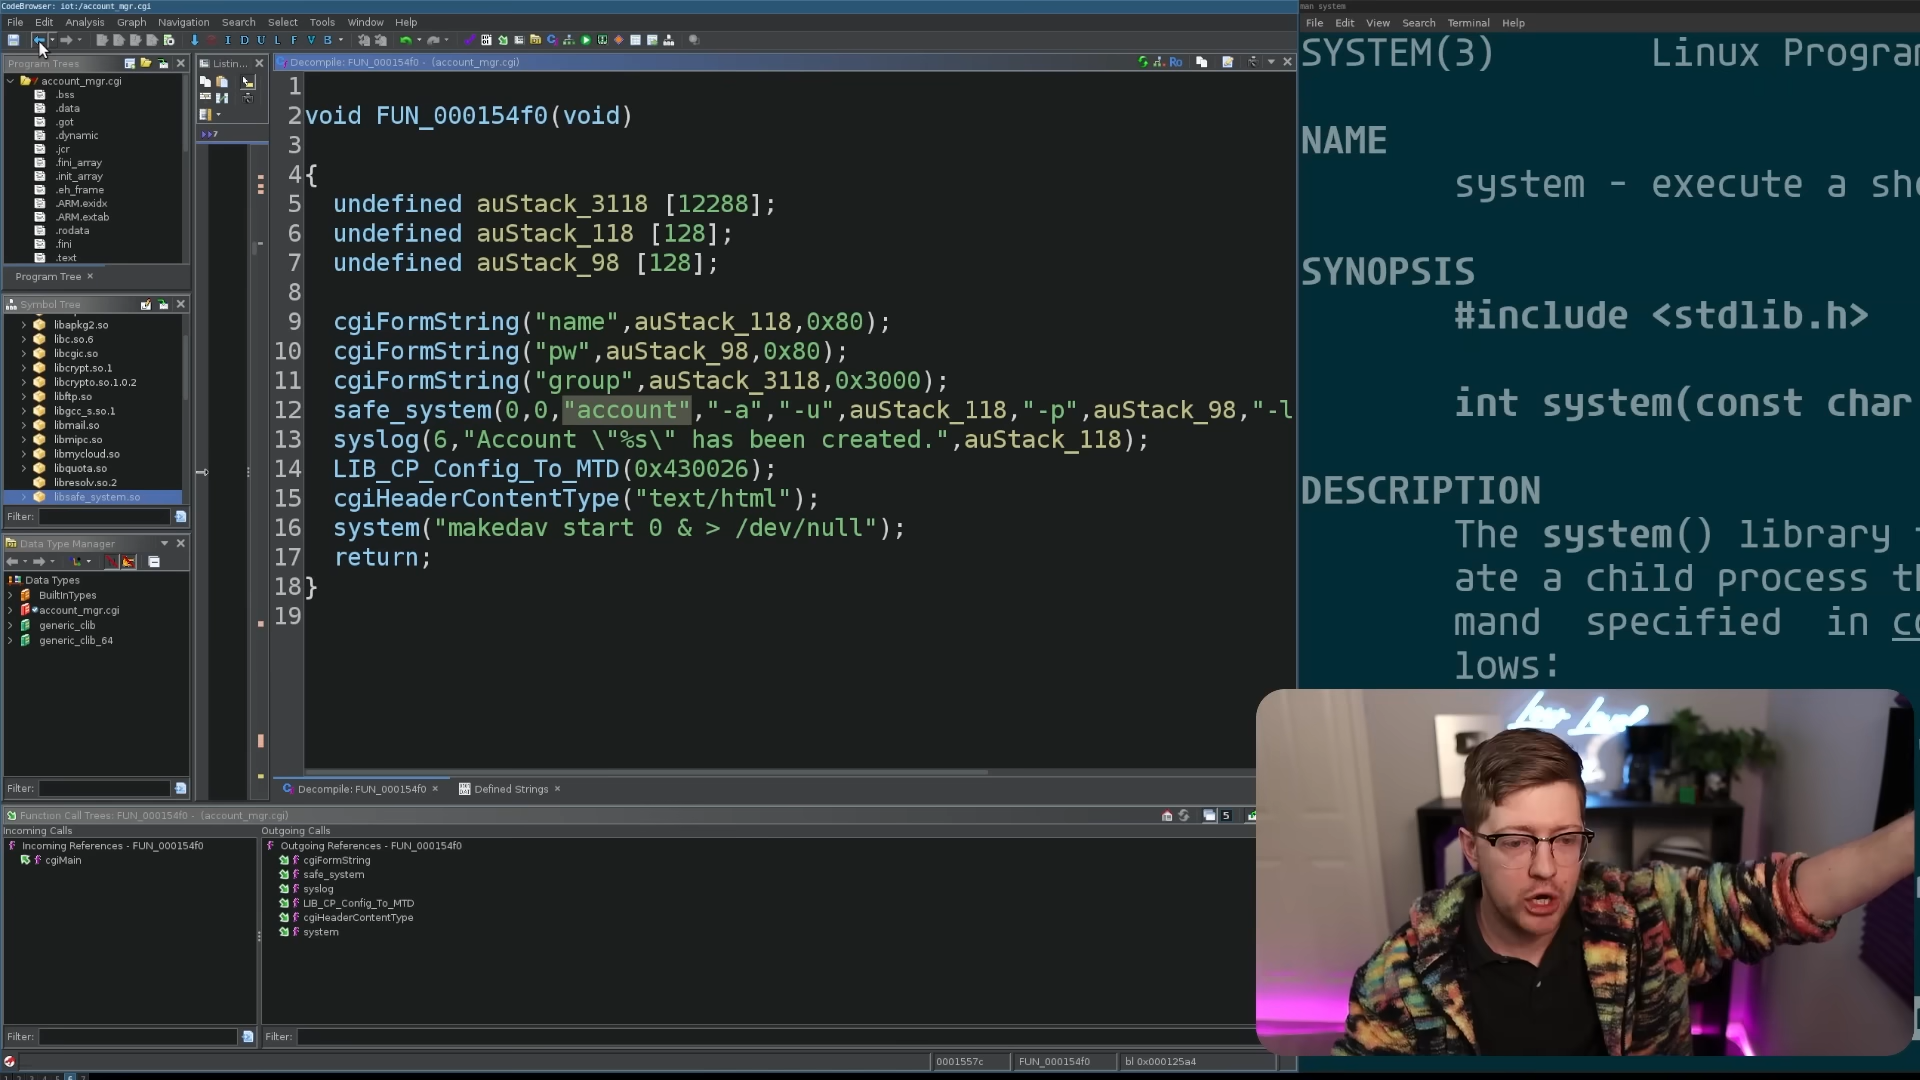 CodeBrowser: iot:/account_mgr.cgi
File Edit Analysis Graph Navigation Search Select Tools Window Help
I D U L F V B
Program Trees
account_mgr.cgi
.bss
.data
.got
.dynamic
.jcr
.fini_array
.init_array
.eh_frame
.ARM.exidx
.ARM.extab
.rodata
.fini
.text
Program Tree
Symbol Tree
libapkg2.so
libc.so.6
libcgic.so
libcrypt.so.1
libcrypto.so.1.0.2
libftp.so
libgcc_s.so.1
libmail.so
libmipc.so
libmycloud.so
libquota.so
libresolv.so.2
libsafe_system.so
Filter:
Data Type Manager
Data Types
BuiltInTypes
account_mgr.cgi
generic_clib
generic_clib_64
Filter:
Listin...
Decompile: FUN_000154f0 - (account_mgr.cgi)
1
2 void FUN_000154f0(void)
3
4 {
5 undefined auStack_3118 [12288];
6 undefined auStack_118 [128];
7 undefined auStack_98 [128];
8
9 cgiFormString("name",auStack_118,0x80);
10 cgiFormString("pw",auStack_98,0x80);
11 cgiFormString("group",auStack_3118,0x3000);
12 safe_system(0,0,"account","-a","-u",auStack_118,"-p",auStack_98,"-l
13 syslog(6,"Account \"%s\" has been created.",auStack_118);
14 LIB_CP_Config_To_MTD(0x430026);
15 cgiHeaderContentType("text/html");
16 system("makedav start 0 & > /dev/null");
17 return;
18 }
19
Decompile: FUN_000154f0
Defined Strings
Function Call Trees: FUN_000154f0 - (account_mgr.cgi)
5
Incoming Calls
Incoming References - FUN_000154f0
cgiMain
Outgoing Calls
Outgoing References - FUN_000154f0
cgiFormString
safe_system
syslog
LIB_CP_Config_To_MTD
cgiHeaderContentType
system
Filter:
Filter:
0001557c FUN_000154f0 bl 0x000125a4
man system
File Edit View Search Terminal Help
SYSTEM(3) Linux Program
NAME
system - execute a she
SYNOPSIS
#include <stdlib.h>
int system(const char
DESCRIPTION
The system() library
ate a child process th
mand specified in co
lows:
low level